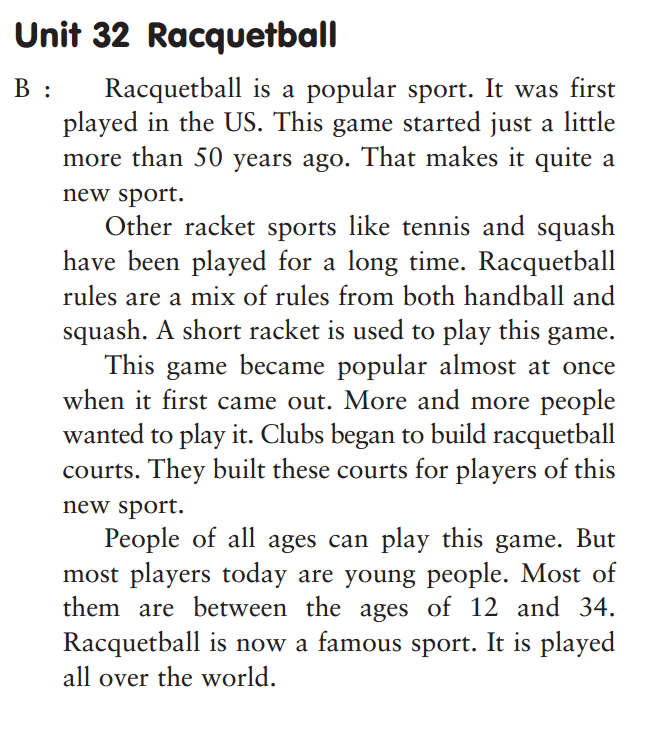 Unit 32 Racquetball
B : Racquetball is a popular sport. It was first
played in the US. This game started just a little
more than 50 years ago. That makes it quite a
new sport.
Other racket sports like tennis and squash
have been played for a long time. Racquetball
rules are a mix of rules from both handball and
squash. A short racket is used to play this game.
This game became popular almost at once
when it first came out. More and more people
wanted to play it. Clubs began to build racquetball
courts. They built these courts for players of this
new sport.
People of all ages can play this game. But
most players today are young people. Most of
them are between the ages of 12 and 34.
Racquetball is now a famous sport. It is played
all over the world.